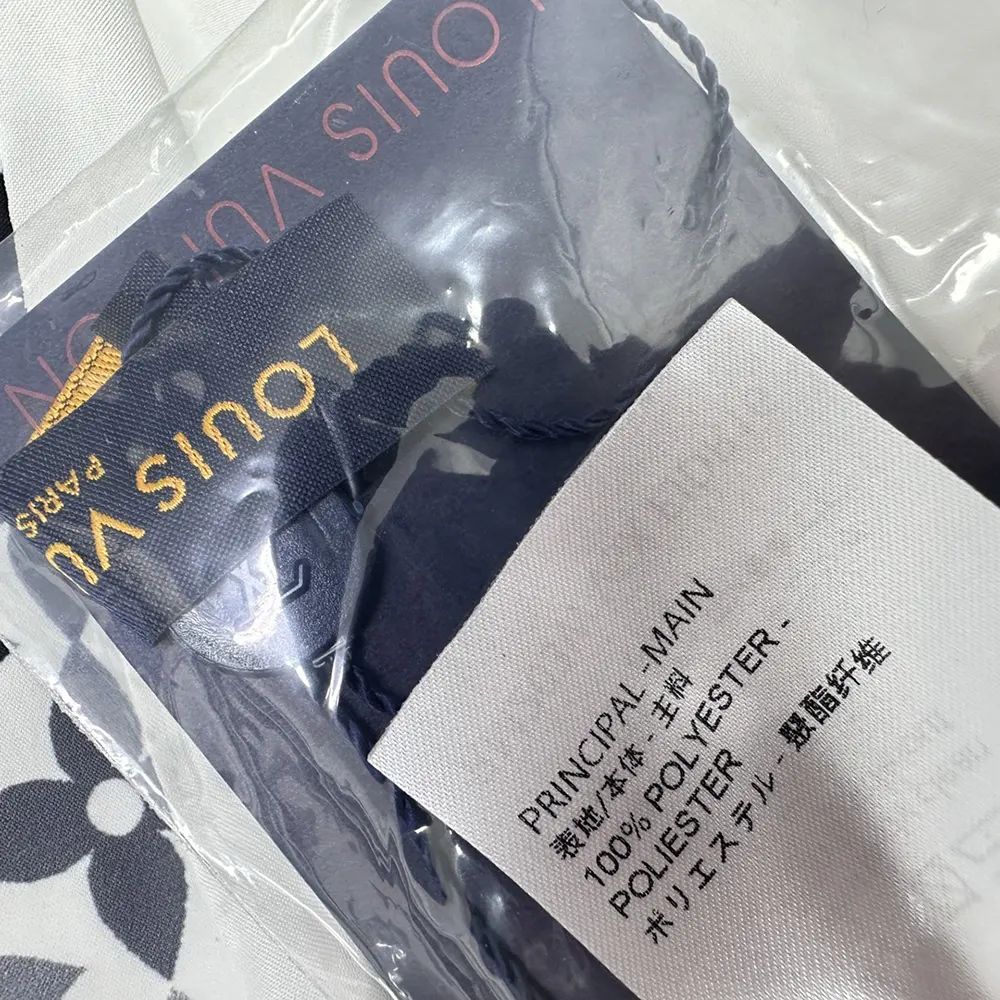 LOUIS VU
LOUIS VU
PARIS
PRINCIPAL - MAIN
表地/本体 - 主料
100% POLYESTER -
POLIESTER
ポリエステル - 聚酯纤维